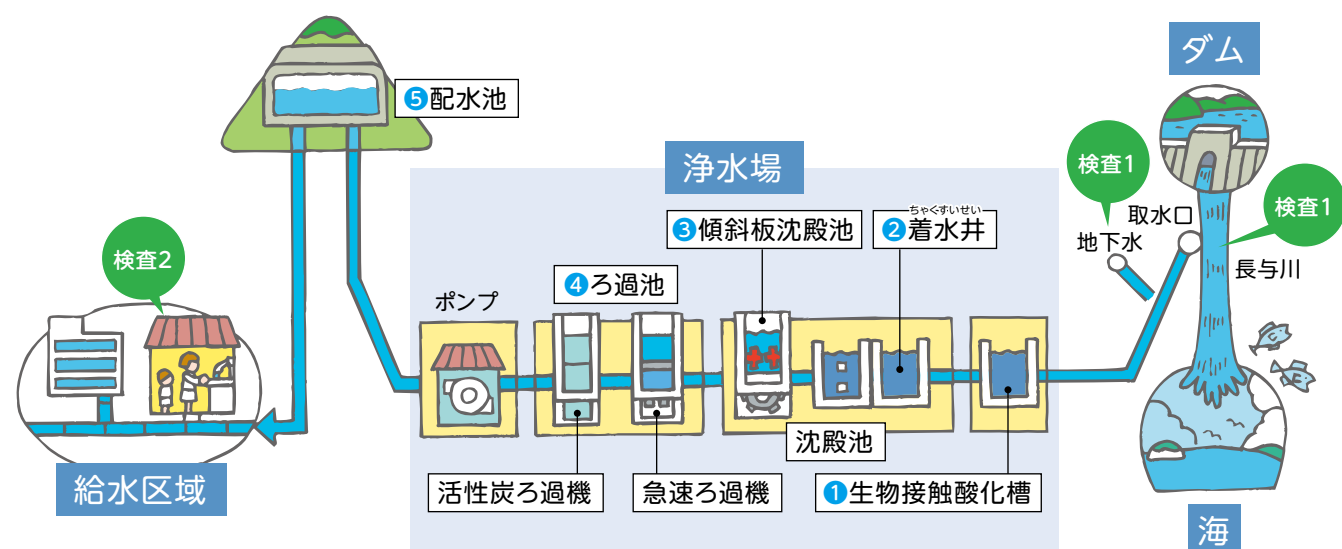 ダム
❺配水池
浄水場
検査1
取水口
検査1
ちゃくすいせい
❸傾斜板沈殿池
❷着水井
地下水
検査2
長与川
❹ろ過池
ポンプ
沈殿池
給水区域
活性炭ろ過機
急速ろ過機
❶生物接触酸化槽
海